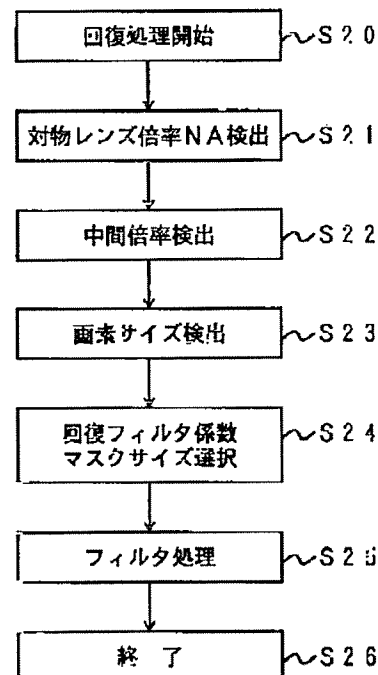 回復処理開始 S20
対物レンズ倍率NA検出 S21
中間倍率検出 S22
画素サイズ検出 S23
回復フィルタ係数 S24
マスクサイズ選択
フィルタ処理 S25
終了 S26